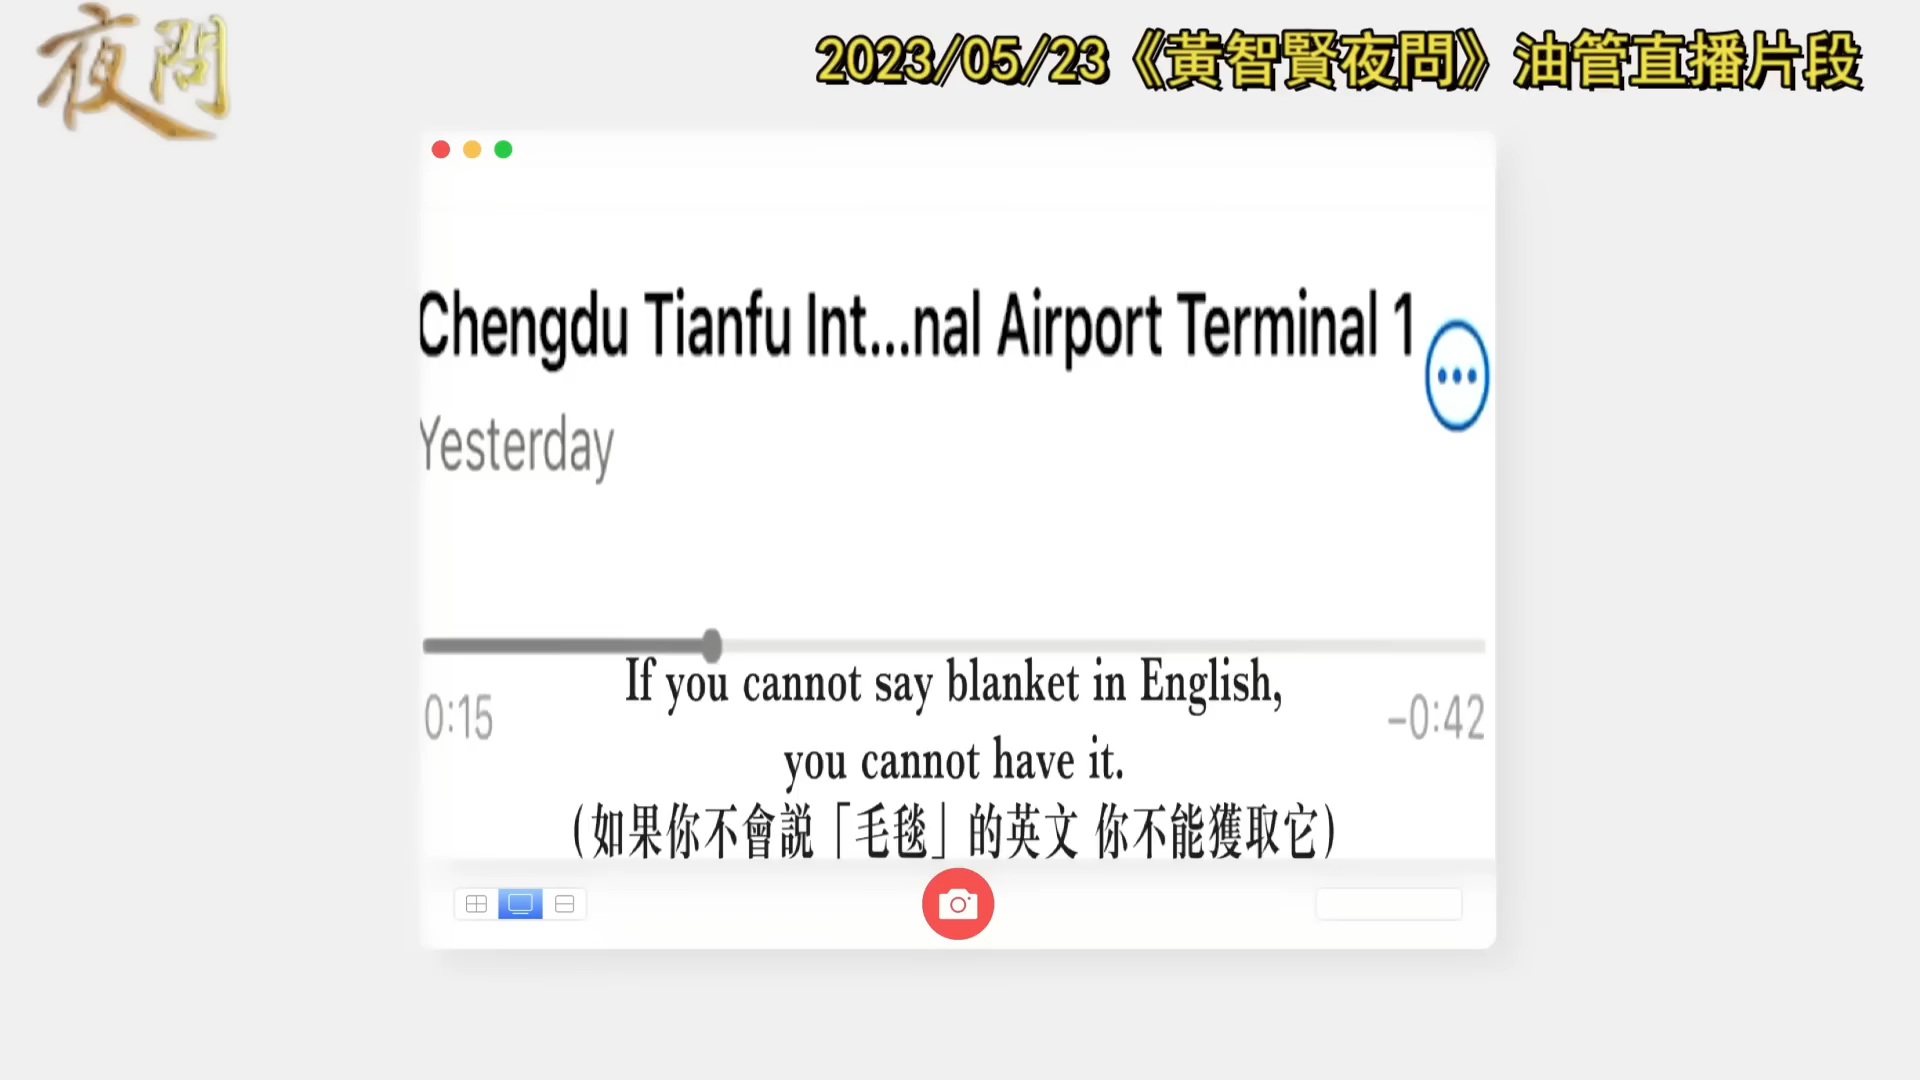 夜問
2023/05/23《黃智賢夜問》油管直播片段
Chengdu Tianfu Int...nal Airport Terminal 1
Yesterday
0:15
-0:42
If you cannot say blanket in English,
you cannot have it.
(如果你不會説「毛毯」的英文 你不能獲取它)